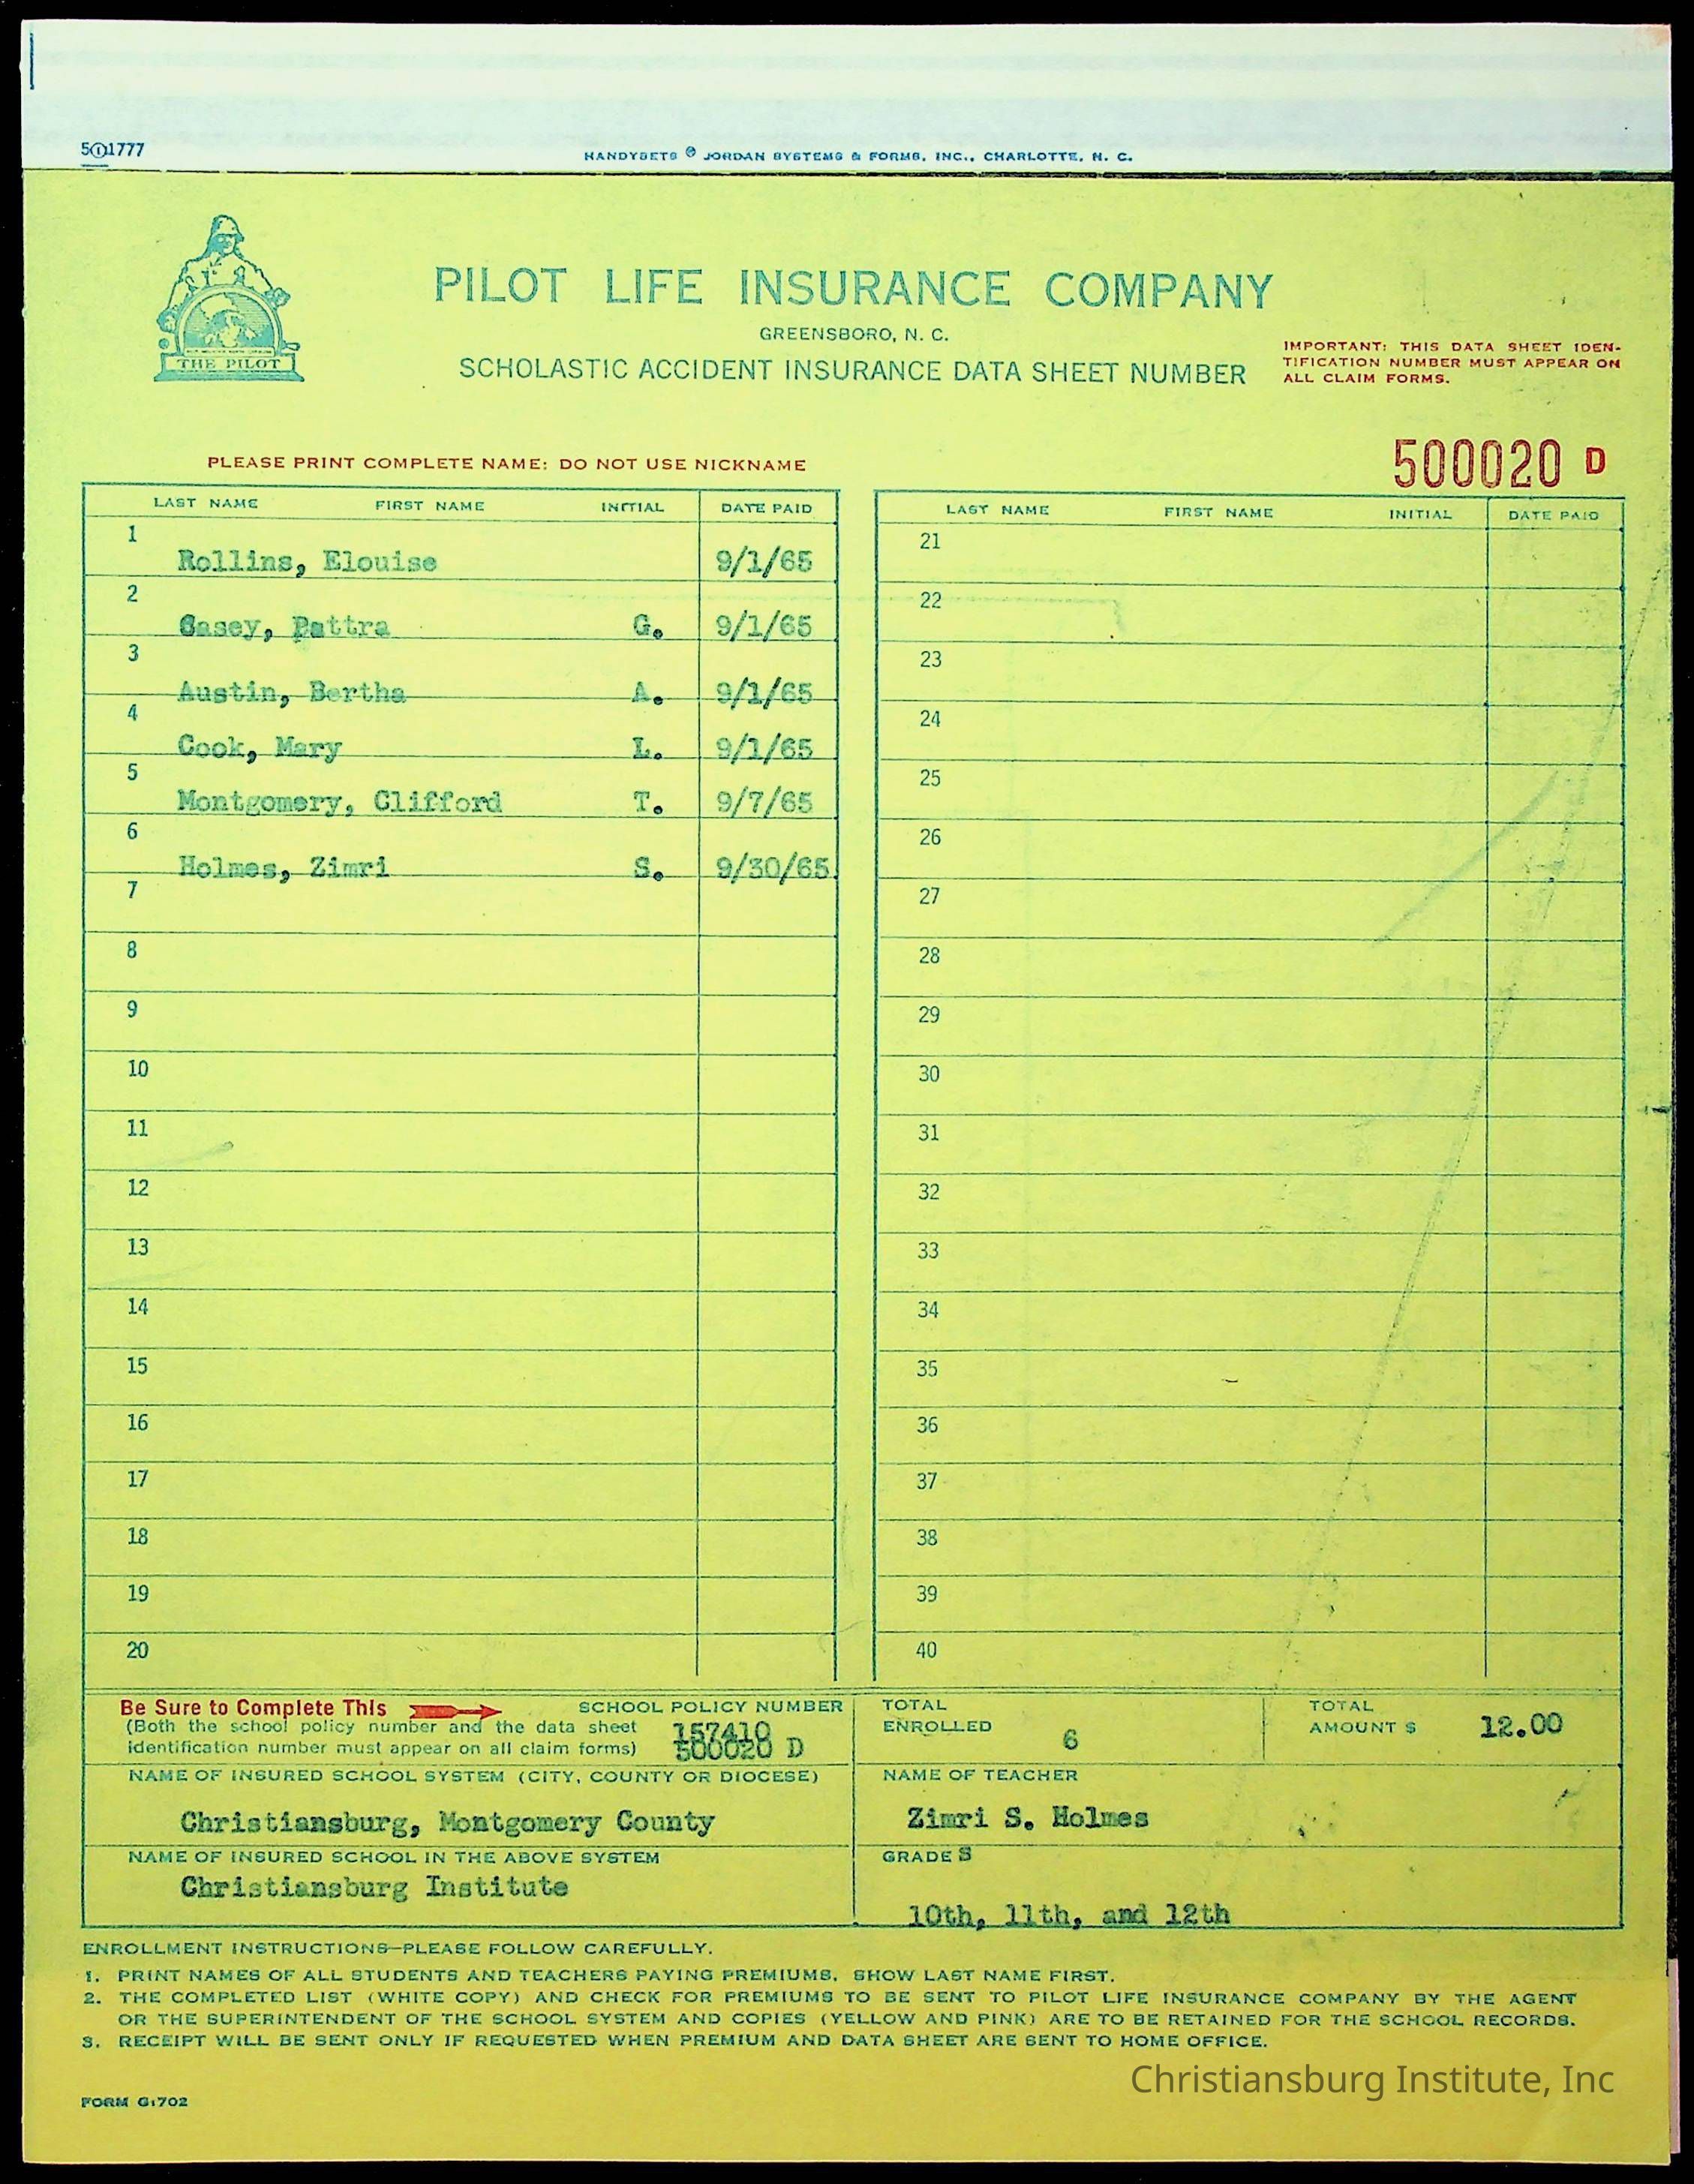 5 1777
HANDYSETS ® JORDAN SYSTEMS & FORMS, INC., CHARLOTTE, N. C.
THE PILOT
PILOT LIFE INSURANCE COMPANY
GREENSBORO, N. C.
SCHOLASTIC ACCIDENT INSURANCE DATA SHEET NUMBER
IMPORTANT: THIS DATA SHEET IDEN-
TIFICATION NUMBER MUST APPEAR ON
ALL CLAIM FORMS.
500020 D
PLEASE PRINT COMPLETE NAME: DO NOT USE NICKNAME
LAST NAME FIRST NAME INITIAL DATE PAID
1 Rollins, Elouise 9/1/65
2 Casey, Pattra G. 9/1/65
3 Austin, Bertha A. 9/1/65
4 Cook, Mary L. 9/1/65
5 Montgomery, Clifford T. 9/7/65
6 Holmes, Zimri S. 9/30/65
7
8
9
10
11
12
13
14
15
16
17
18
19
20
LAST NAME FIRST NAME INITIAL DATE PAID
21
22
23
24
25
26
27
28
29
30
31
32
33
34
35
36
37
38
39
40
Be Sure to Complete This SCHOOL POLICY NUMBER
(Both the school policy number and the data sheet 157410
identification number must appear on all claim forms) 500020 D
TOTAL
ENROLLED 6
TOTAL
AMOUNT $ 12.00
NAME OF INSURED SCHOOL SYSTEM (CITY, COUNTY OR DIOCESE)
Christiansburg, Montgomery County
NAME OF TEACHER
Zimri S. Holmes
NAME OF INSURED SCHOOL IN THE ABOVE SYSTEM
Christiansburg Institute
GRADE S
10th, 11th, and 12th
ENROLLMENT INSTRUCTIONS—PLEASE FOLLOW CAREFULLY.
1. PRINT NAMES OF ALL STUDENTS AND TEACHERS PAYING PREMIUMS. SHOW LAST NAME FIRST.
2. THE COMPLETED LIST (WHITE COPY) AND CHECK FOR PREMIUMS TO BE SENT TO PILOT LIFE INSURANCE COMPANY BY THE AGENT
OR THE SUPERINTENDENT OF THE SCHOOL SYSTEM AND COPIES (YELLOW AND PINK) ARE TO BE RETAINED FOR THE SCHOOL RECORDS.
3. RECEIPT WILL BE SENT ONLY IF REQUESTED WHEN PREMIUM AND DATA SHEET ARE SENT TO HOME OFFICE.
Christiansburg Institute, Inc
FORM G-702